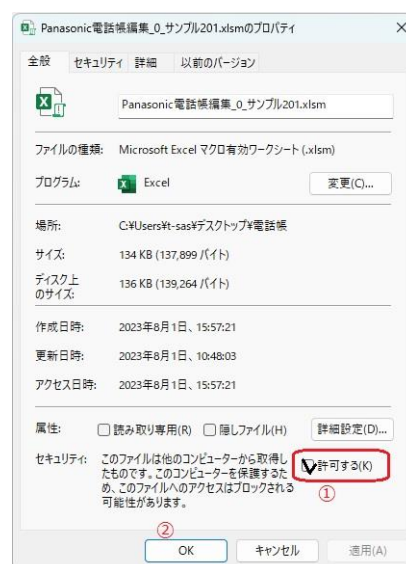 Panasonic電話帳編集_0_サンプル201.xlsmのプロパティ
全般 セキュリティ 詳細 以前のバージョン
Panasonic電話帳編集_0_サンプル201.xlsm
ファイルの種類: Microsoft Excel マクロ有効ワークシート (.xlsm)
プログラム: Excel 変更(C)...
場所: C:¥Users¥t-sas¥デスクトップ¥電話帳
サイズ: 134 KB (137,899 バイト)
ディスク上
のサイズ: 136 KB (139,264 バイト)
作成日時: 2023年8月1日、15:57:21
更新日時: 2023年8月1日、10:48:03
アクセス日時: 2023年8月1日、15:57:21
属性: 読み取り専用(R) 隠しファイル(H) 詳細設定(D)...
セキュリティ: このファイルは他のコンピューターから取得し
たものです。このコンピューターを保護するた
め、このファイルへのアクセスはブロックされる
可能性があります。
許可する(K)
①
②
OK キャンセル 適用(A)